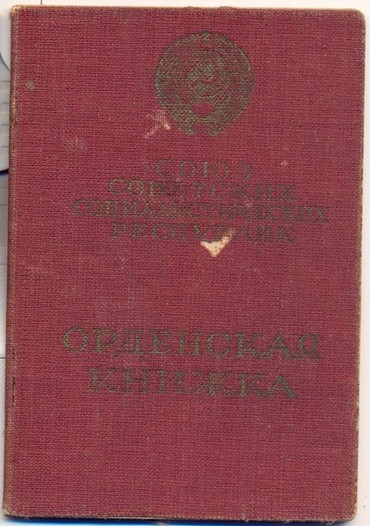 СОЮЗ
СОВЕТСКИХ
СОЦИАЛИСТИЧЕСКИХ
РЕСПУБЛИК
ОРДЕНСКАЯ
КНИЖКА